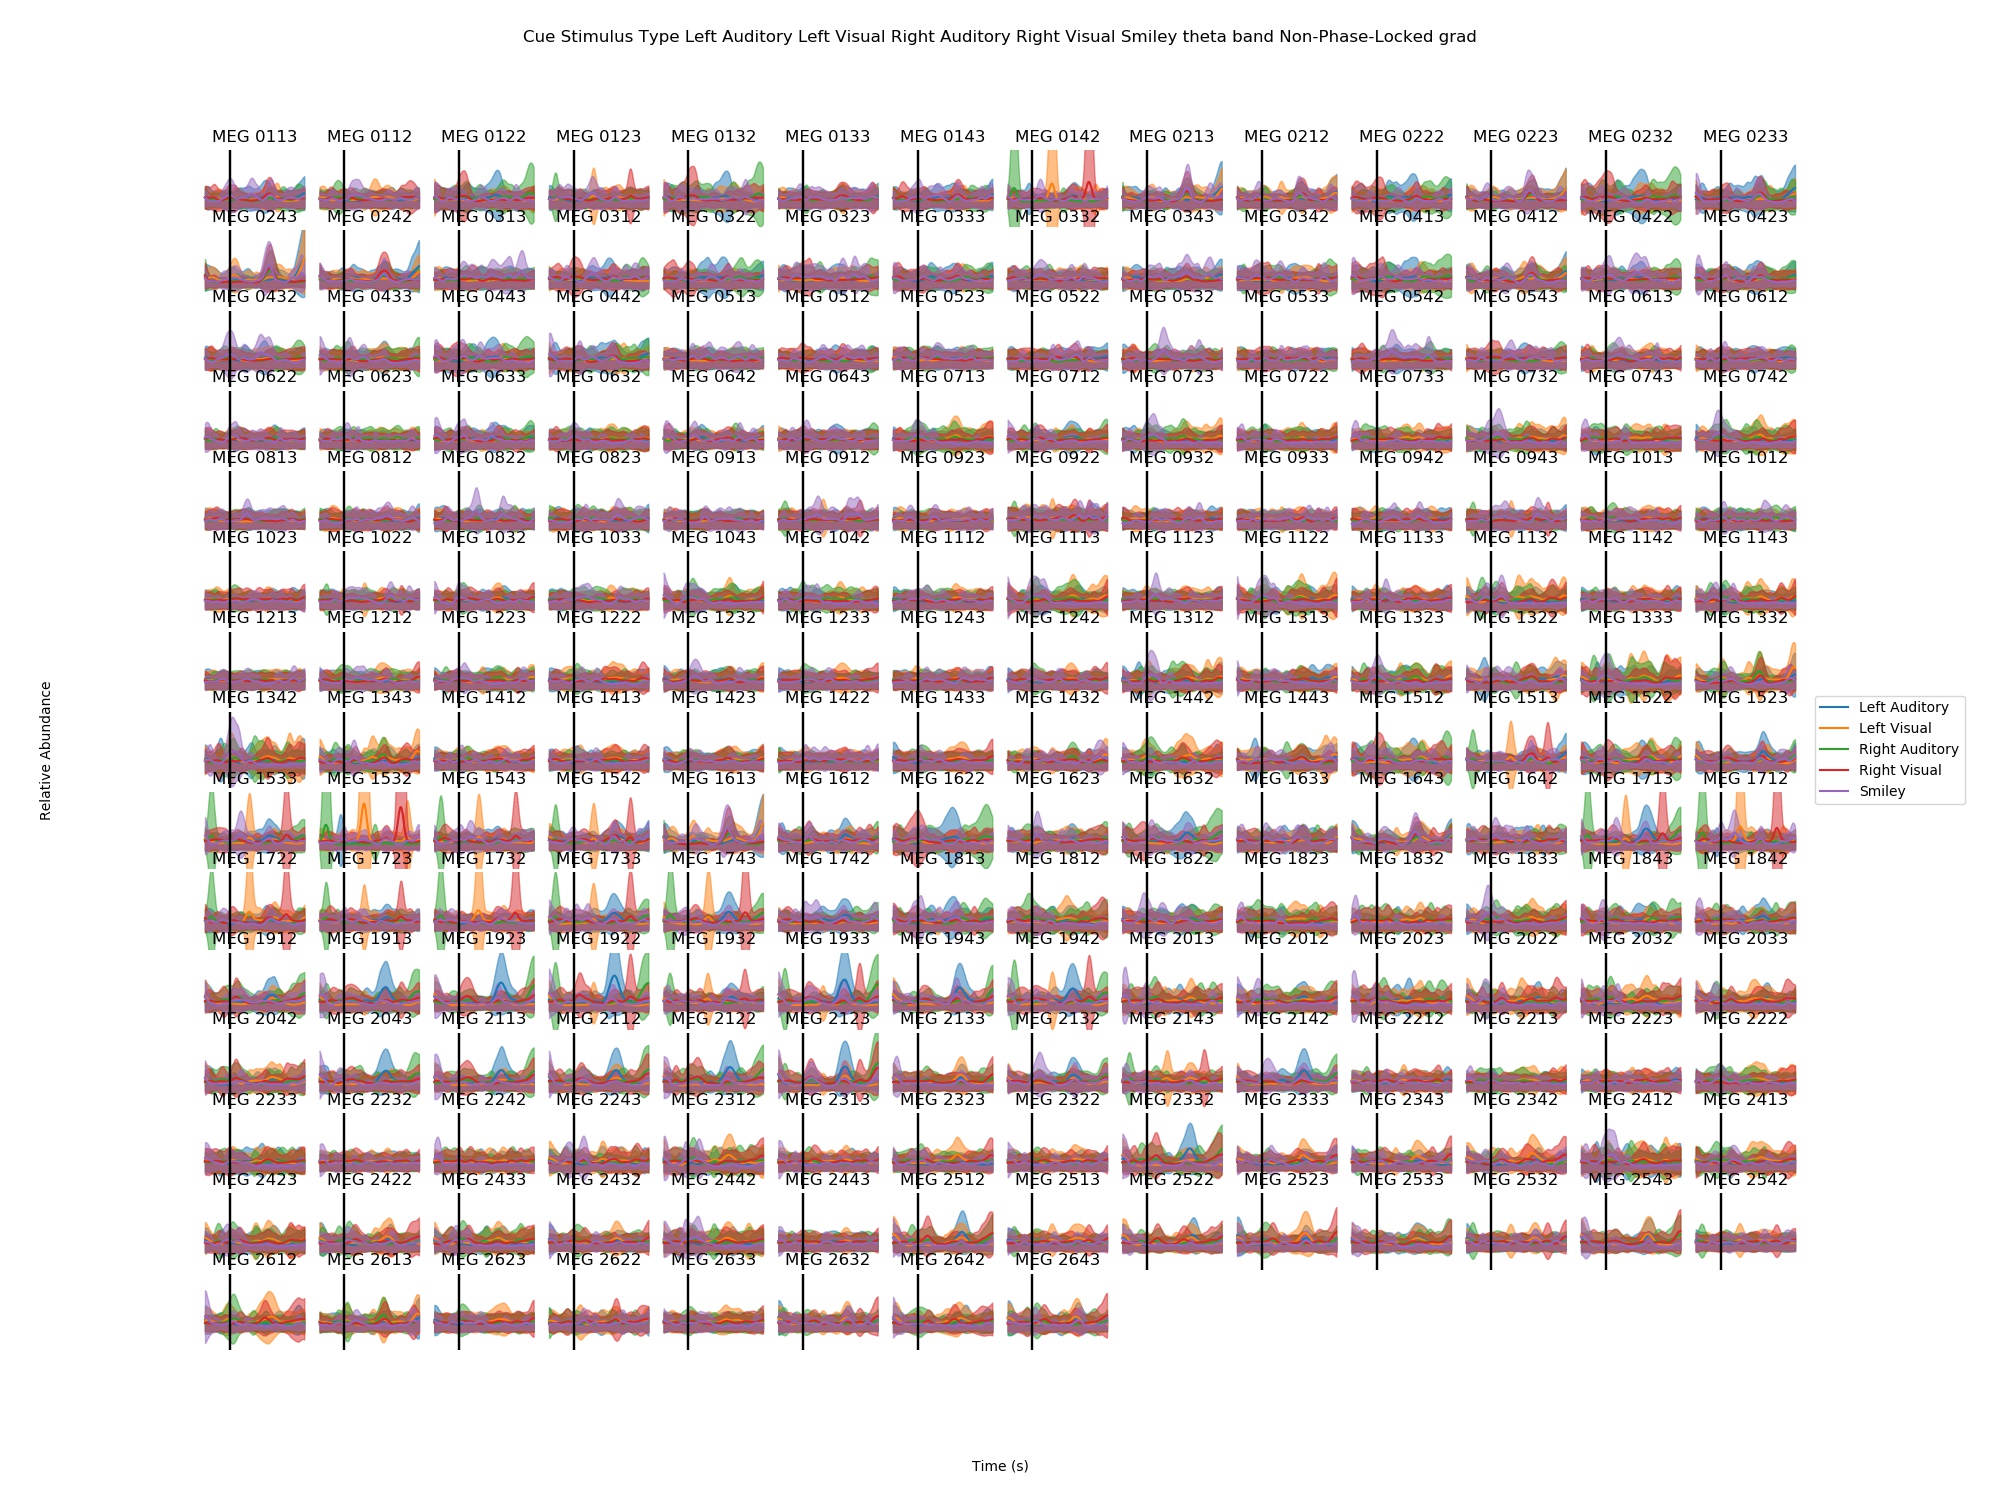 Cue Stimulus Type Left Auditory Left Visual Right Auditory Right Visual Smiley theta band Non-Phase-Locked grad
MEG 0113 MEG 0112 MEG 0122 MEG 0123 MEG 0132 MEG 0133 MEG 0143 MEG 0142 MEG 0213 MEG 0212 MEG 0222 MEG 0223 MEG 0232 MEG 0233
MEG 0243 MEG 0242 MEG 0313 MEG 0312 MEG 0322 MEG 0323 MEG 0333 MEG 0332 MEG 0343 MEG 0342 MEG 0413 MEG 0412 MEG 0422 MEG 0423
MEG 0432 MEG 0433 MEG 0443 MEG 0442 MEG 0513 MEG 0512 MEG 0523 MEG 0522 MEG 0532 MEG 0533 MEG 0542 MEG 0543 MEG 0613 MEG 0612
MEG 0622 MEG 0623 MEG 0633 MEG 0632 MEG 0642 MEG 0643 MEG 0713 MEG 0712 MEG 0723 MEG 0722 MEG 0733 MEG 0732 MEG 0743 MEG 0742
MEG 0813 MEG 0812 MEG 0822 MEG 0823 MEG 0913 MEG 0912 MEG 0923 MEG 0922 MEG 0932 MEG 0933 MEG 0942 MEG 0943 MEG 1013 MEG 1012
MEG 1023 MEG 1022 MEG 1032 MEG 1033 MEG 1043 MEG 1042 MEG 1112 MEG 1113 MEG 1123 MEG 1122 MEG 1133 MEG 1132 MEG 1142 MEG 1143
MEG 1213 MEG 1212 MEG 1223 MEG 1222 MEG 1232 MEG 1233 MEG 1243 MEG 1242 MEG 1312 MEG 1313 MEG 1323 MEG 1322 MEG 1333 MEG 1332
MEG 1342 MEG 1343 MEG 1412 MEG 1413 MEG 1423 MEG 1422 MEG 1433 MEG 1432 MEG 1442 MEG 1443 MEG 1512 MEG 1513 MEG 1522 MEG 1523
MEG 1533 MEG 1532 MEG 1543 MEG 1542 MEG 1613 MEG 1612 MEG 1622 MEG 1623 MEG 1632 MEG 1633 MEG 1643 MEG 1642 MEG 1713 MEG 1712
MEG 1722 MEG 1723 MEG 1732 MEG 1733 MEG 1743 MEG 1742 MEG 1813 MEG 1812 MEG 1822 MEG 1823 MEG 1832 MEG 1833 MEG 1843 MEG 1842
MEG 1912 MEG 1913 MEG 1923 MEG 1922 MEG 1932 MEG 1933 MEG 1943 MEG 1942 MEG 2013 MEG 2012 MEG 2023 MEG 2022 MEG 2032 MEG 2033
MEG 2042 MEG 2043 MEG 2113 MEG 2112 MEG 2122 MEG 2123 MEG 2133 MEG 2132 MEG 2143 MEG 2142 MEG 2212 MEG 2213 MEG 2223 MEG 2222
MEG 2233 MEG 2232 MEG 2242 MEG 2243 MEG 2312 MEG 2313 MEG 2323 MEG 2322 MEG 2332 MEG 2333 MEG 2343 MEG 2342 MEG 2412 MEG 2413
MEG 2423 MEG 2422 MEG 2433 MEG 2432 MEG 2442 MEG 2443 MEG 2512 MEG 2513 MEG 2522 MEG 2523 MEG 2533 MEG 2532 MEG 2543 MEG 2542
MEG 2612 MEG 2613 MEG 2623 MEG 2622 MEG 2633 MEG 2632 MEG 2642 MEG 2643
Relative Abundance
Left Auditory
Left Visual
Right Auditory
Right Visual
Smiley
Time (s)